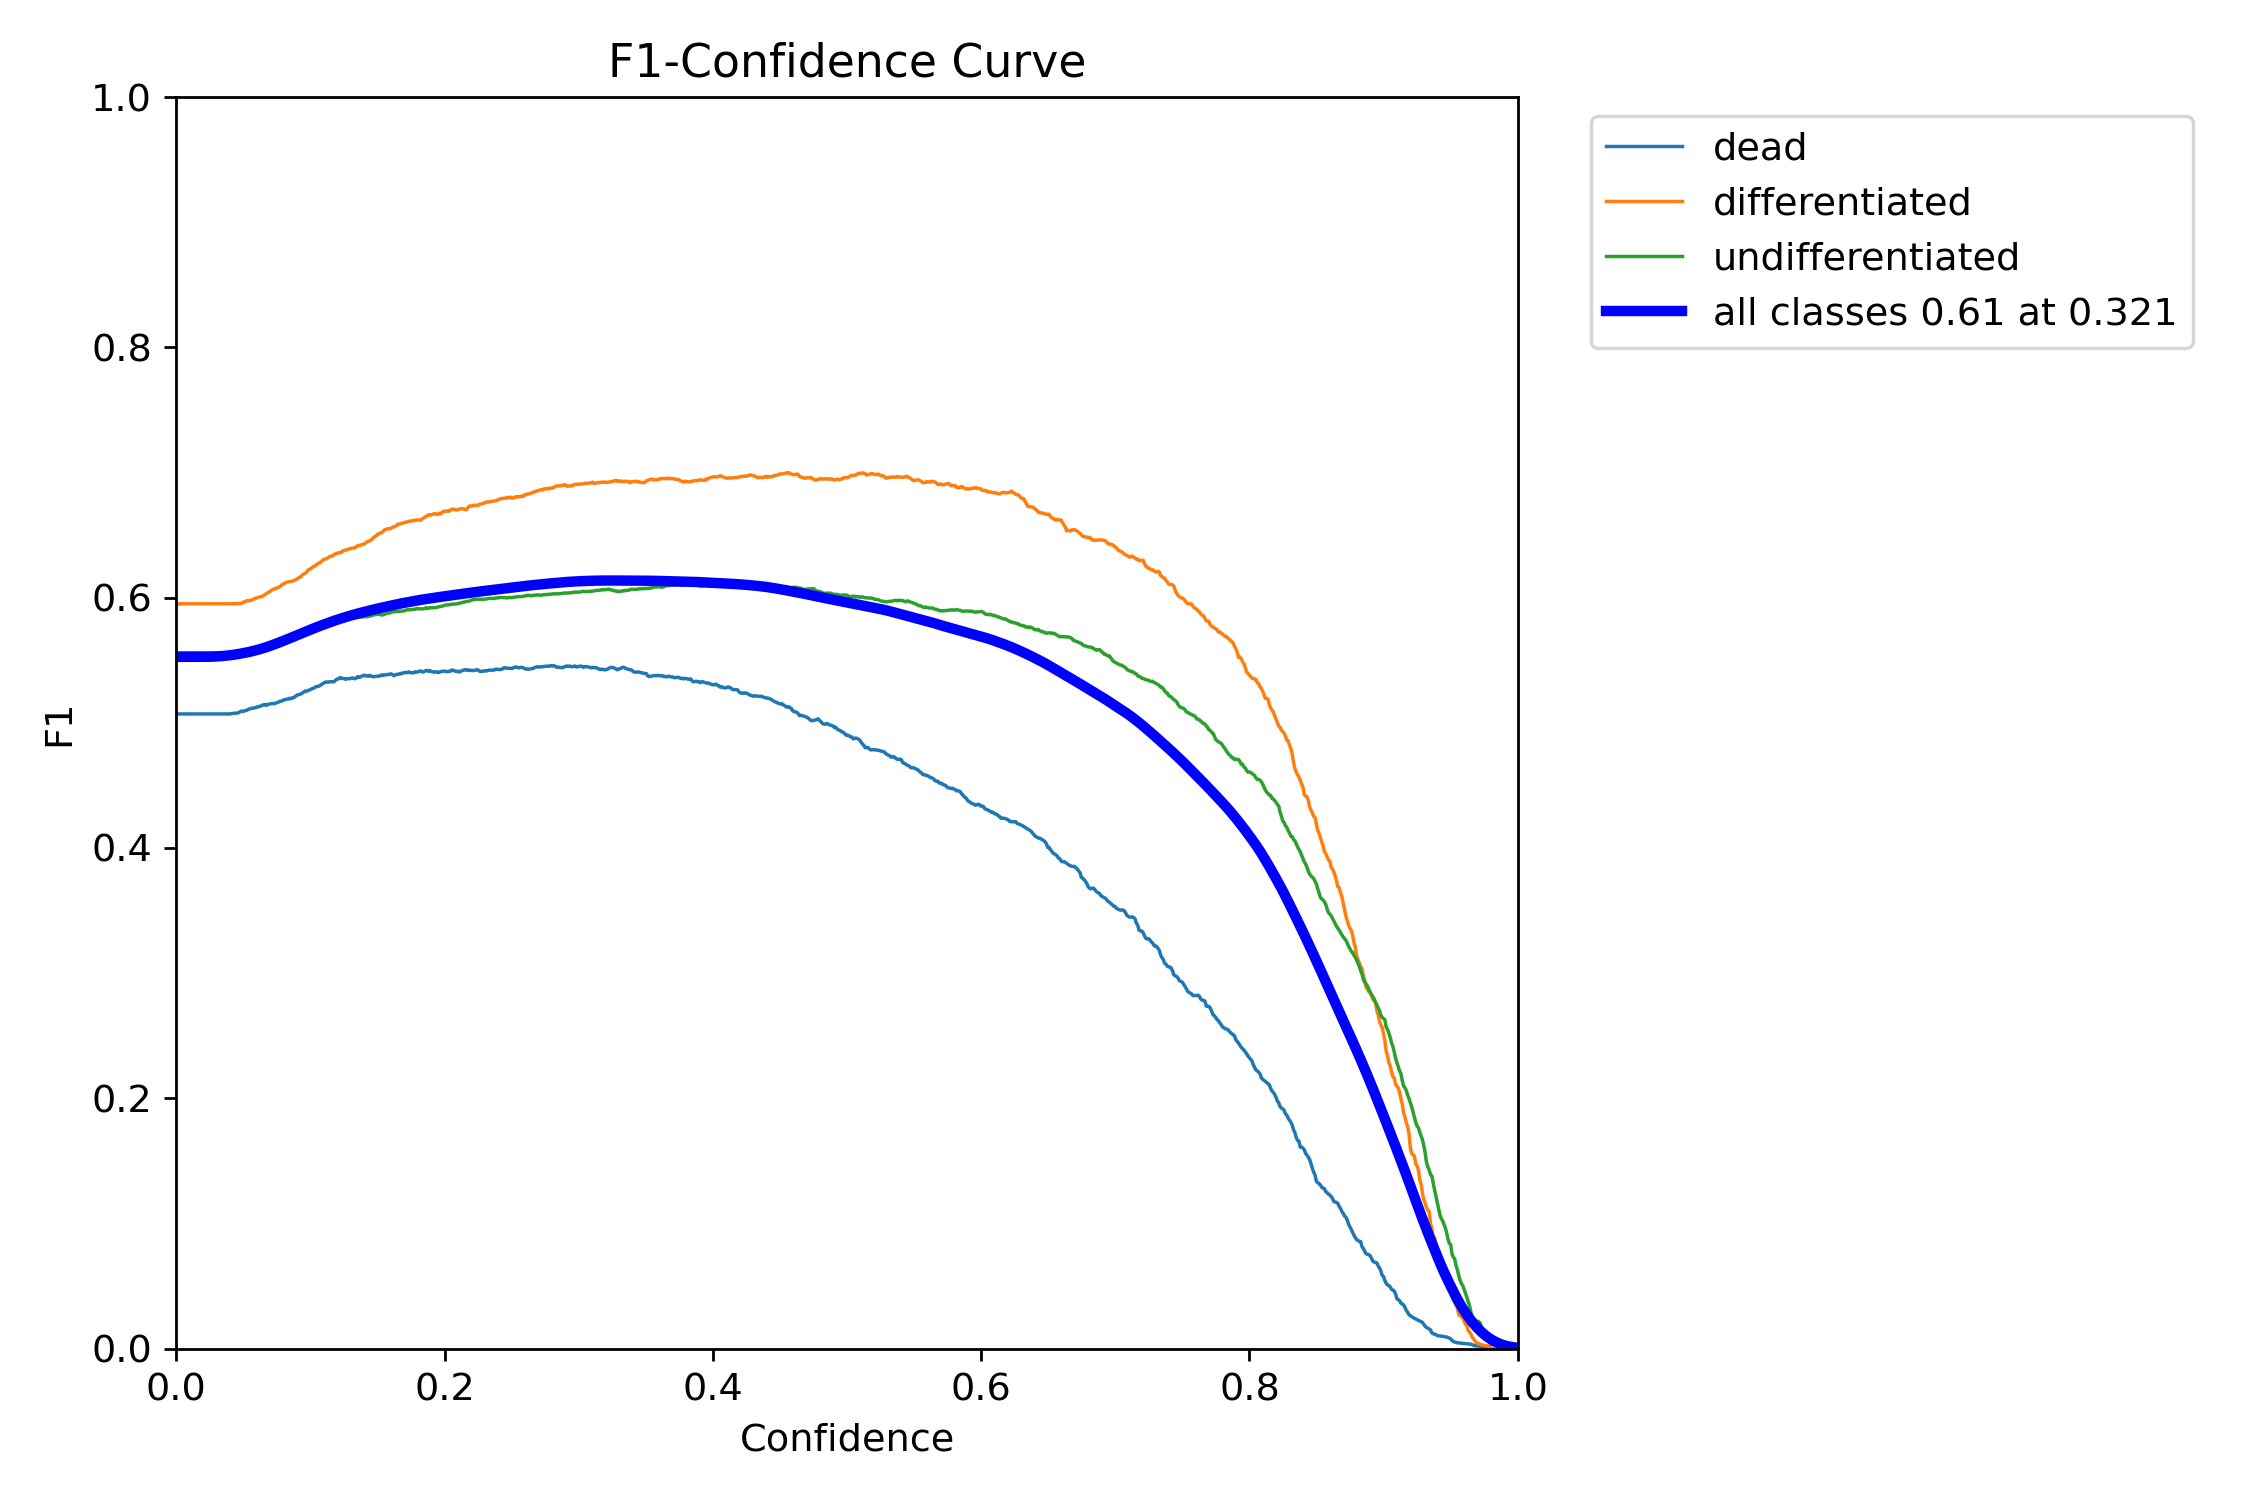 F1-Confidence Curve
1.0
0.8
0.6
0.4
0.2
0.0
F1
0.0 0.2 0.4 0.6 0.8 1.0
Confidence
dead
differentiated
undifferentiated
all classes 0.61 at 0.321